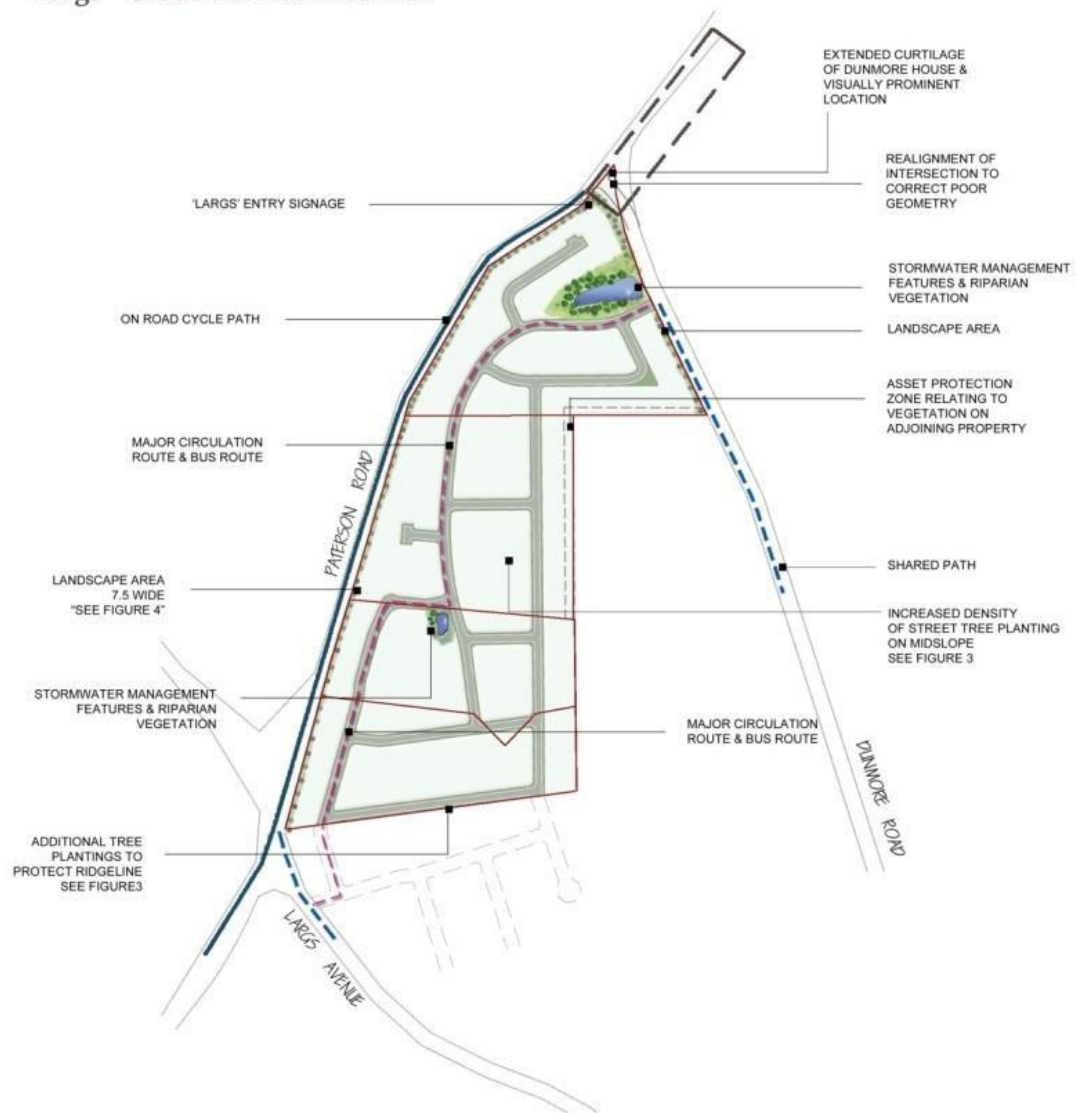 EXTENDED CURTILAGE
OF DUNMORE HOUSE &
VISUALLY PROMINENT
LOCATION
REALIGNMENT OF
INTERSECTION TO
CORRECT POOR
GEOMETRY
'LARGS' ENTRY SIGNAGE
STORMWATER MANAGEMENT
FEATURES & RIPARIAN
VEGETATION
ON ROAD CYCLE PATH
LANDSCAPE AREA
ASSET PROTECTION
ZONE RELATING TO
VEGETATION ON
ADJOINING PROPERTY
MAJOR CIRCULATION
ROUTE & BUS ROUTE
PATERSON ROAD
SHARED PATH
LANDSCAPE AREA
7.5 WIDE
"SEE FIGURE 4"
INCREASED DENSITY
OF STREET TREE PLANTING
ON MIDSLOPE
SEE FIGURE 3
STORMWATER MANAGEMENT
FEATURES & RIPARIAN
VEGETATION
MAJOR CIRCULATION
ROUTE & BUS ROUTE
DUNMORE ROAD
ADDITIONAL TREE
PLANTINGS TO
PROTECT RIDGELINE
SEE FIGURE3
LARGS AVENUE